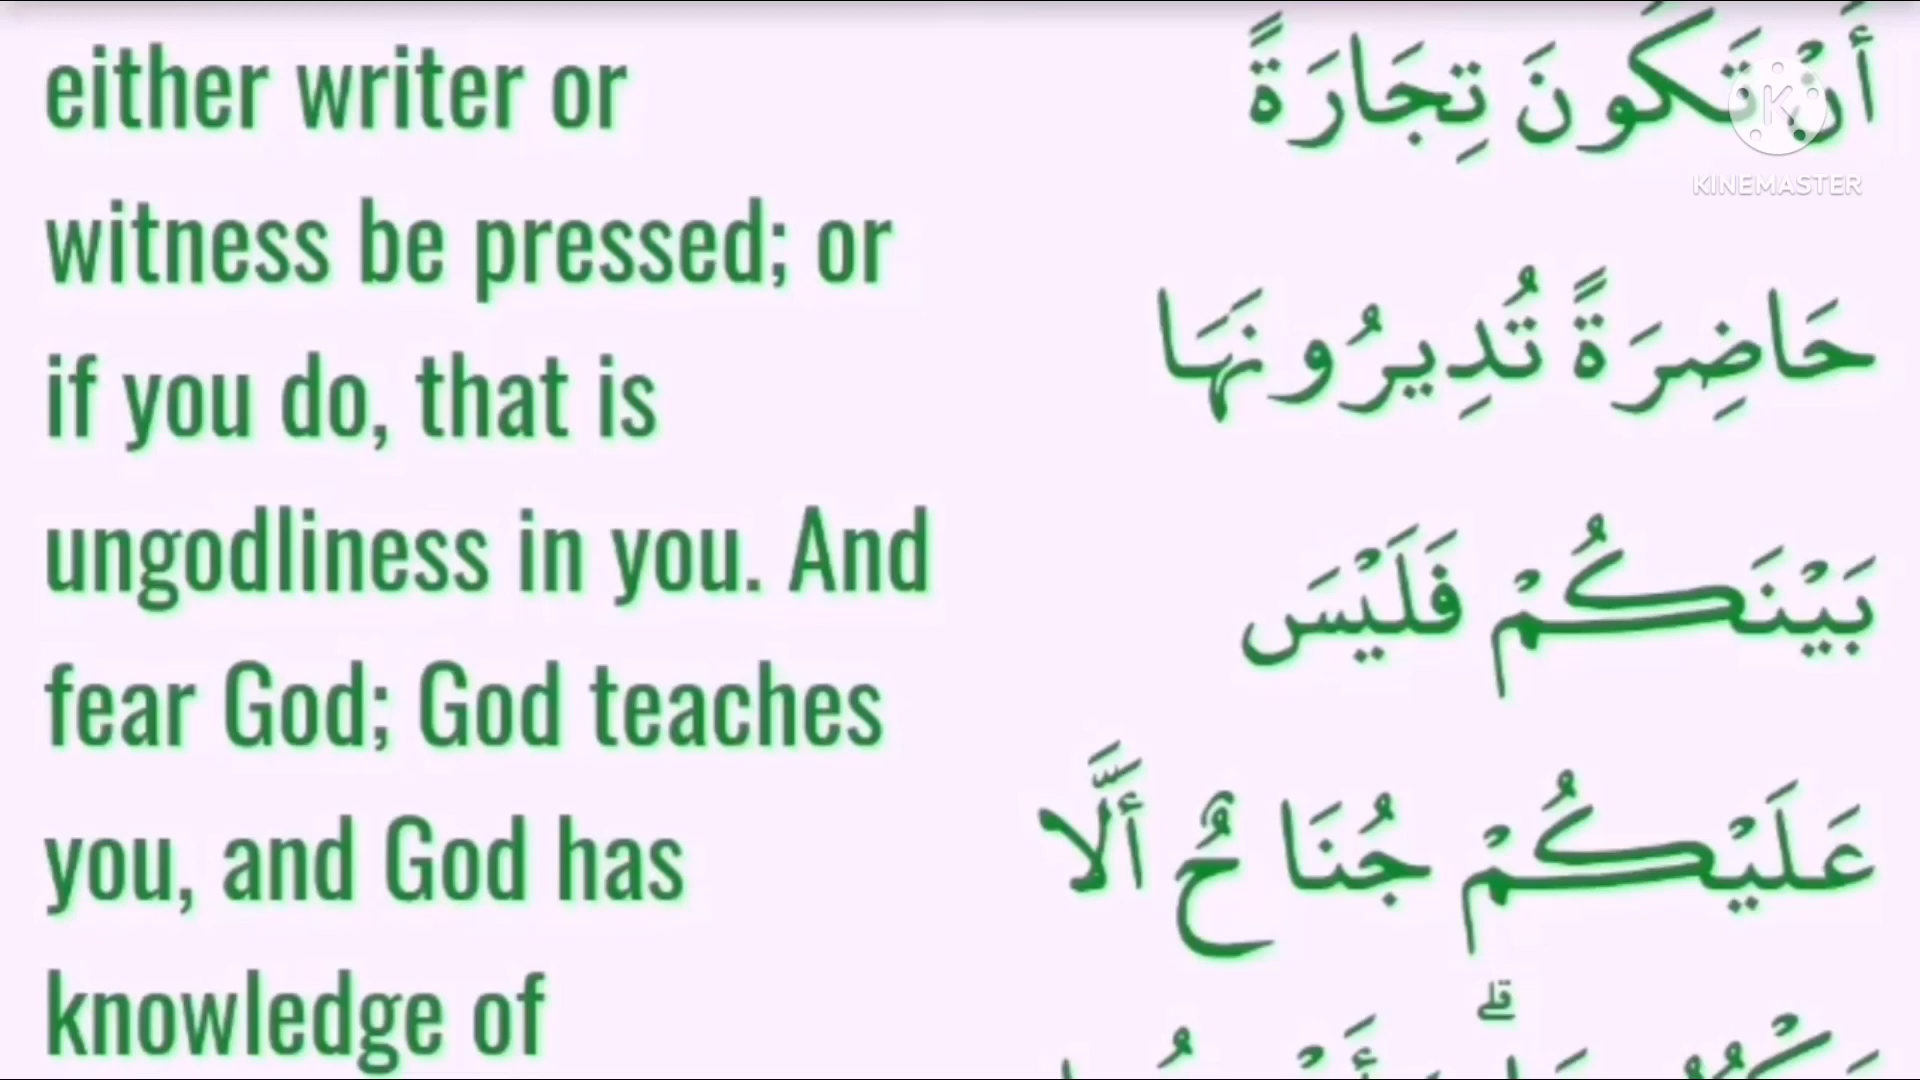 either writer or
witness be pressed; or
if you do, that is
ungodliness in you. And
fear God; God teaches
you, and God has
knowledge of
أَن تَكُونَ تِجَارَةً
حَاضِرَةً تُدِيرُونَهَا
بَيْنَكُمْ فَلَيْسَ
عَلَيْكُمْ جُنَاحٌ أَلَّا
KINEMASTER